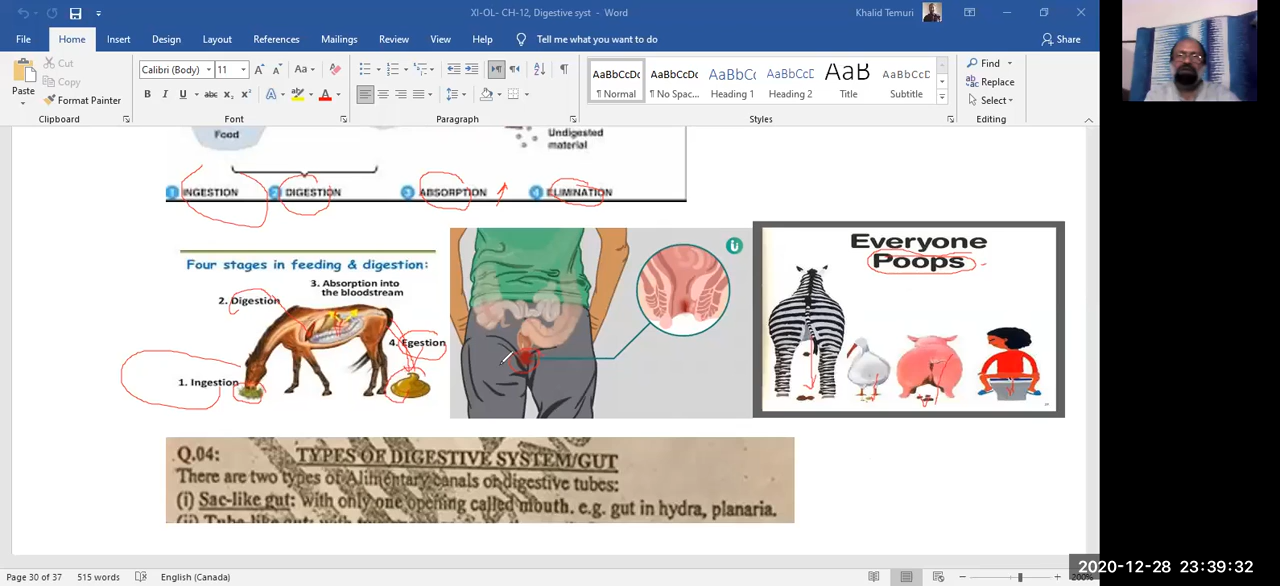 XI-OL- CH-12, Digestive syst - Word
Khalid Temuri
File Home Insert Design Layout References Mailings Review View Help Tell me what you want to do Share
Cut
Copy
Format Painter
Paste
Calibri (Body) 11
AaBbCcDc AaBbCcDc AaBbC AaBbCcD AaB AaBbCcD
¶ Normal ¶ No Spac... Heading 1 Heading 2 Title Subtitle
Find
Replace
Select
Clipboard Font Paragraph Styles Editing
Food
Undigested
material
1 INGESTION 2 DIGESTION 3 ABSORPTION 4 ELIMINATION
Four stages in feeding & digestion:
3. Absorption into
the bloodstream
2. Digestion
4. Egestion
1. Ingestion
Everyone
Poops
Q.04: TYPES OF DIGESTIVE SYSTEM/GUT
There are two types of Alimentary canals or digestive tubes:
(i) Sac-like gut: With only one opening called mouth. e.g. gut in hydra, planaria.
Page 30 of 37 515 words English (Canada)
200%
2020-12-28 23:39:32